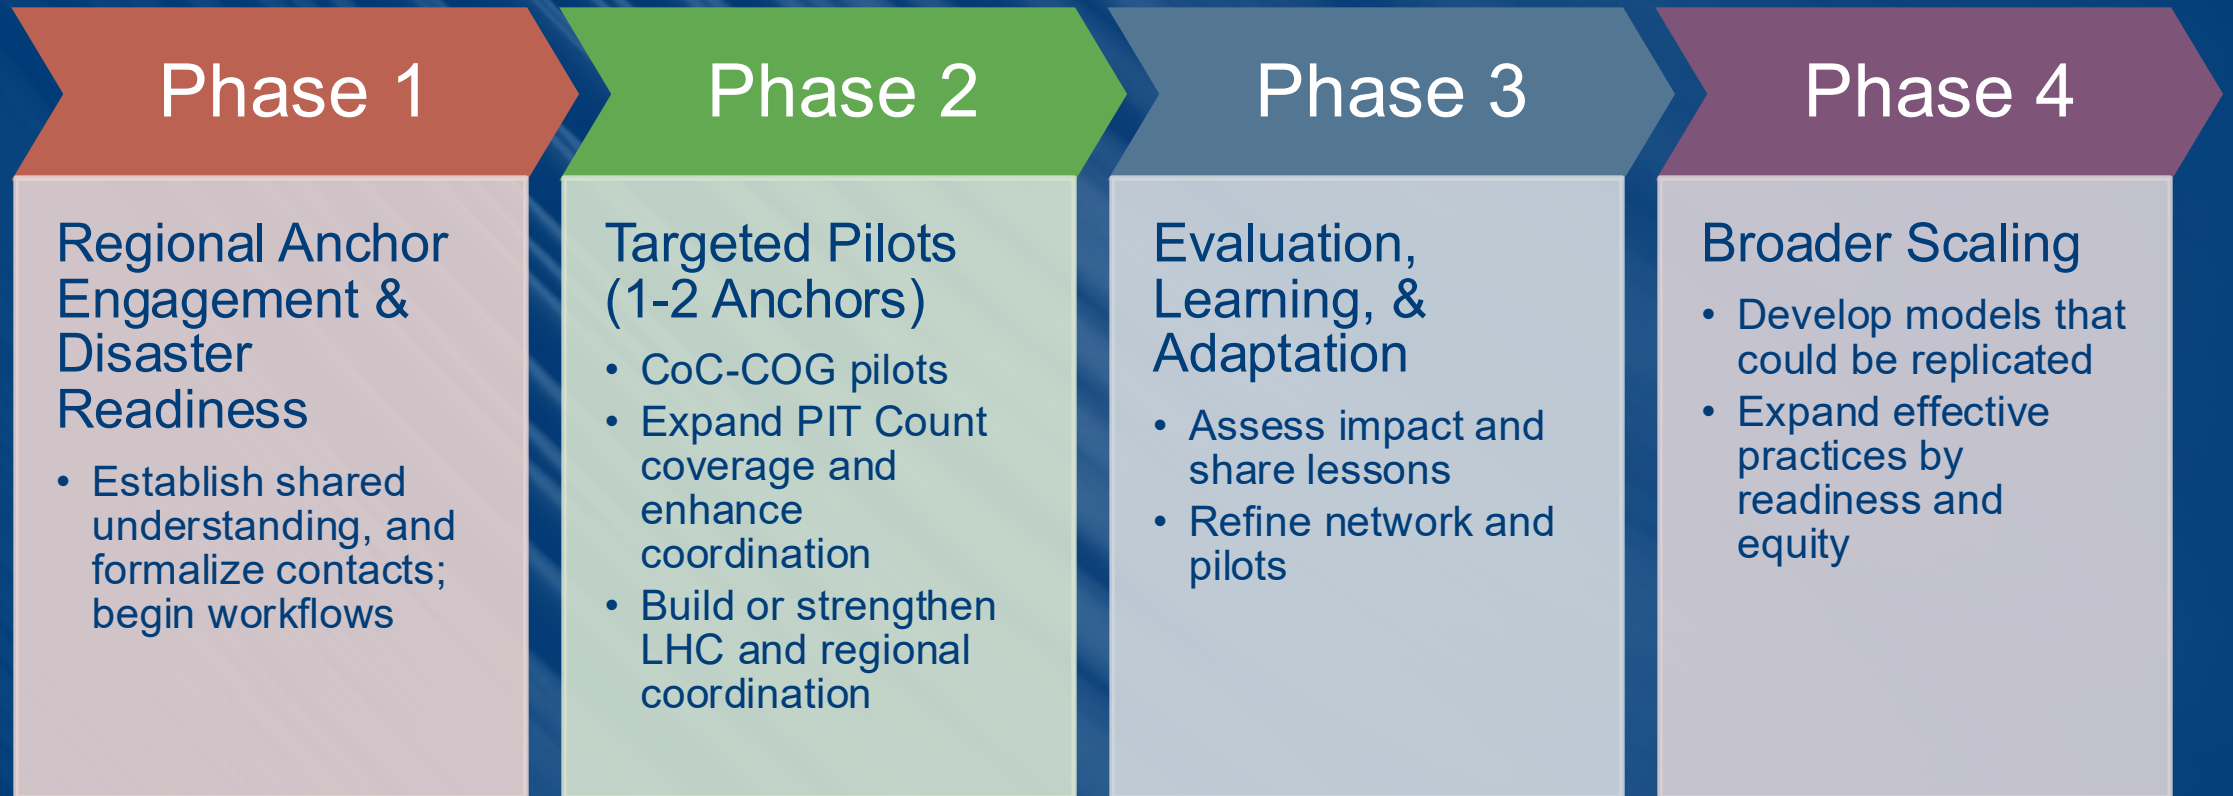 Phase 1
Regional Anchor
Engagement &
Disaster
Readiness
• Establish shared
understanding, and
formalize contacts;
begin workflows
Phase 2
Targeted Pilots
(1-2 Anchors)
• CoC-COG pilots
• Expand PIT Count
coverage and
enhance
coordination
• Build or strengthen
LHC and regional
coordination
Phase 3
Evaluation,
Learning, &
Adaptation
• Assess impact and
share lessons
• Refine network and
pilots
Phase 4
Broader Scaling
• Develop models that
could be replicated
• Expand effective
practices by
readiness and
equity